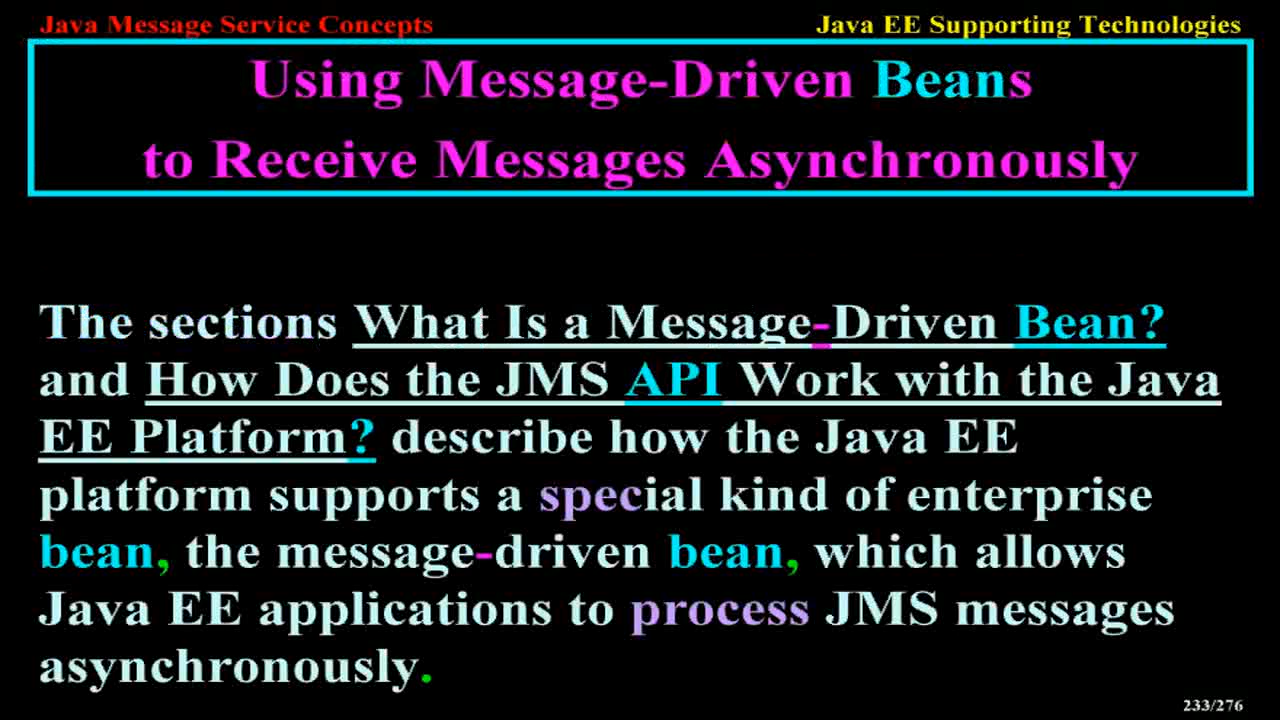 Java Message Service Concepts
Java EE Supporting Technologies
Using Message-Driven Beans
to Receive Messages Asynchronously
The sections What Is a Message-Driven Bean?
and How Does the JMS API Work with the Java
EE Platform? describe how the Java EE
platform supports a special kind of enterprise
bean, the message-driven bean, which allows
Java EE applications to process JMS messages
asynchronously.
233/276